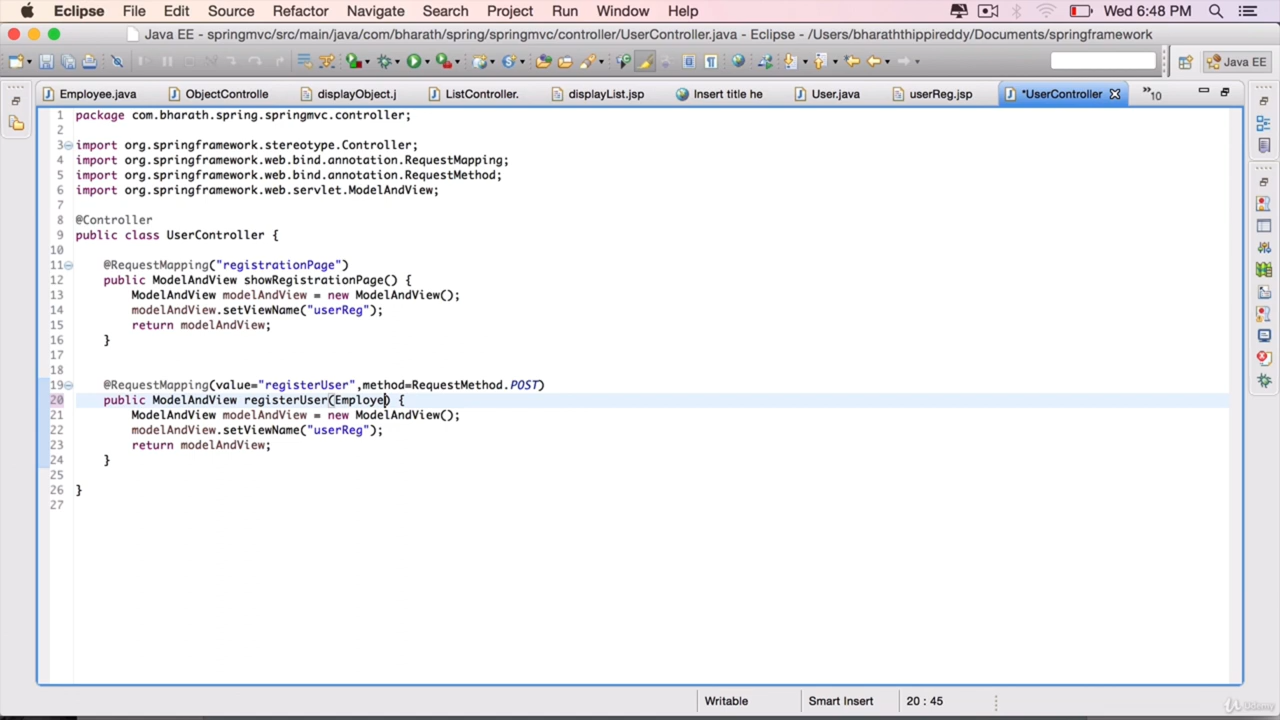 Eclipse File Edit Source Refactor Navigate Search Project Run Window Help Wed 6:48 PM
Java EE - springmvc/src/main/java/com/bharath/spring/springmvc/controller/UserController.java - Eclipse - /Users/bharaththippireddy/Documents/springframework
Java EE
Employee.java ObjectControlle displayObject.j ListController. displayList.jsp Insert title he User.java userReg.jsp *UserController 10
1 package com.bharath.spring.springmvc.controller;
2
3 import org.springframework.stereotype.Controller;
4 import org.springframework.web.bind.annotation.RequestMapping;
5 import org.springframework.web.bind.annotation.RequestMethod;
6 import org.springframework.web.servlet.ModelAndView;
7
8 @Controller
9 public class UserController {
10
11 @RequestMapping("registrationPage")
12 public ModelAndView showRegistrationPage() {
13 ModelAndView modelAndView = new ModelAndView();
14 modelAndView.setViewName("userReg");
15 return modelAndView;
16 }
17
18
19 @RequestMapping(value="registerUser",method=RequestMethod.POST)
20 public ModelAndView registerUser(Employe) {
21 ModelAndView modelAndView = new ModelAndView();
22 modelAndView.setViewName("userReg");
23 return modelAndView;
24 }
25
26 }
27
Writable Smart Insert 20 : 45
Udemy